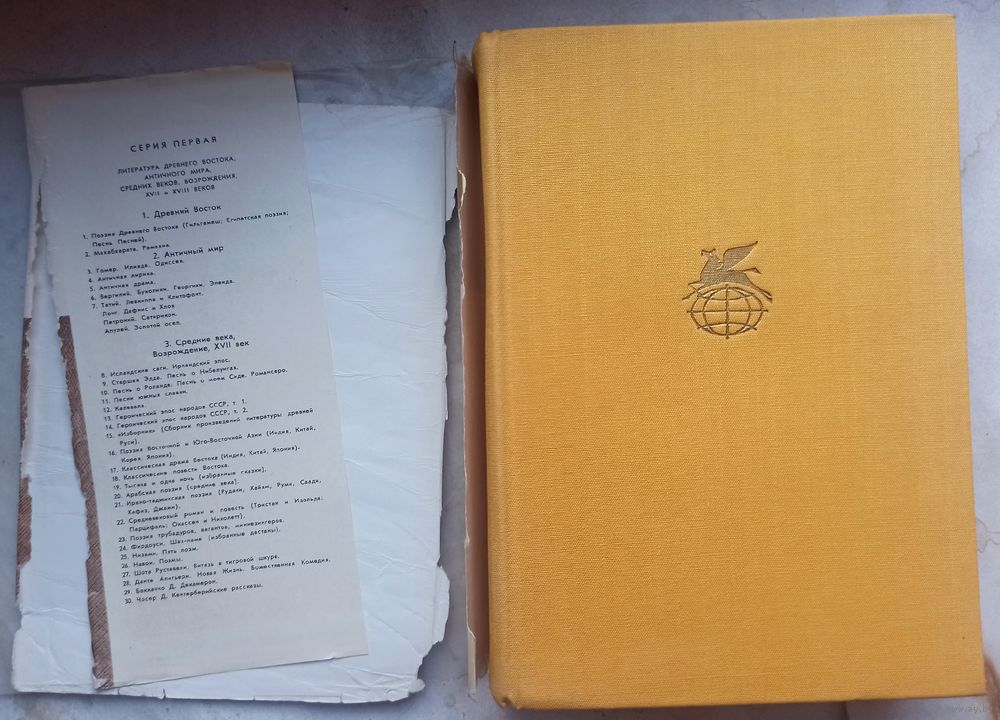 СЕРИЯ ПЕРВАЯ
ЛИТЕРАТУРА ДРЕВНЕГО ВОСТОКА,
АНТИЧНОГО МИРА,
СРЕДНИХ ВЕКОВ, ВОЗРОЖДЕНИЯ,
XVII и XVIII ВЕКОВ
1. Древний Восток
1. Поэзия Древнего Востока (Гильгамеш; Египетская поэзия;
Песнь Песней).
2. Махабхарата. Рамаяна.
2. Античный мир
3. Гомер. Илиада. Одиссея.
4. Античная лирика.
5. Античная драма.
6. Вергилий. Буколики. Георгики. Энеида.
7. Татий. Левкиппа и Клитофонт.
Лонг. Дафнис и Хлоя.
Петроний. Сатирикон.
Апулей. Золотой осел.
3. Средние века,
Возрождение, XVII век
8. Исландские саги. Ирландский эпос.
9. Старшая Эдда. Песнь о Нибелунгах.
10. Песнь о Роланде. Песнь о моем Сиде. Романсеро.
11. Песни южных славян.
12. Калевала.
13. Героический эпос народов СССР, т. 1.
14. Героический эпос народов СССР, т. 2.
15. «Изборник» (Сборник произведений литературы древней
Руси).
16. Поэзия Восточной и Юго-Восточной Азии (Индия, Китай,
Корея, Япония).
17. Классическая драма Востока (Индия, Китай, Япония).
18. Классические повести Востока.
19. Тысяча и одна ночь (избранные сказки).
20. Арабская поэзия (средние века).
21. Ирано-таджикская поэзия (Рудаки, Хайям, Руми, Саади,
Хафиз, Джами).
22. Средневековый роман и повесть (Тристан и Изольда;
Парцифаль; Окассен и Николетт).
23. Поэзия трубадуров, вагантов, миннезингеров.
24. Фирдоуси. Шах-наме (избранные дастаны).
25. Низами. Пять поэм.
26. Навои. Поэмы.
27. Шота Руставели. Витязь в тигровой шкуре.
28. Данте Алигьери. Новая Жизнь. Божественная Комедия.
29. Боккаччо Д. Декамерон.
30. Чосер Д. Кентерберийские рассказы.